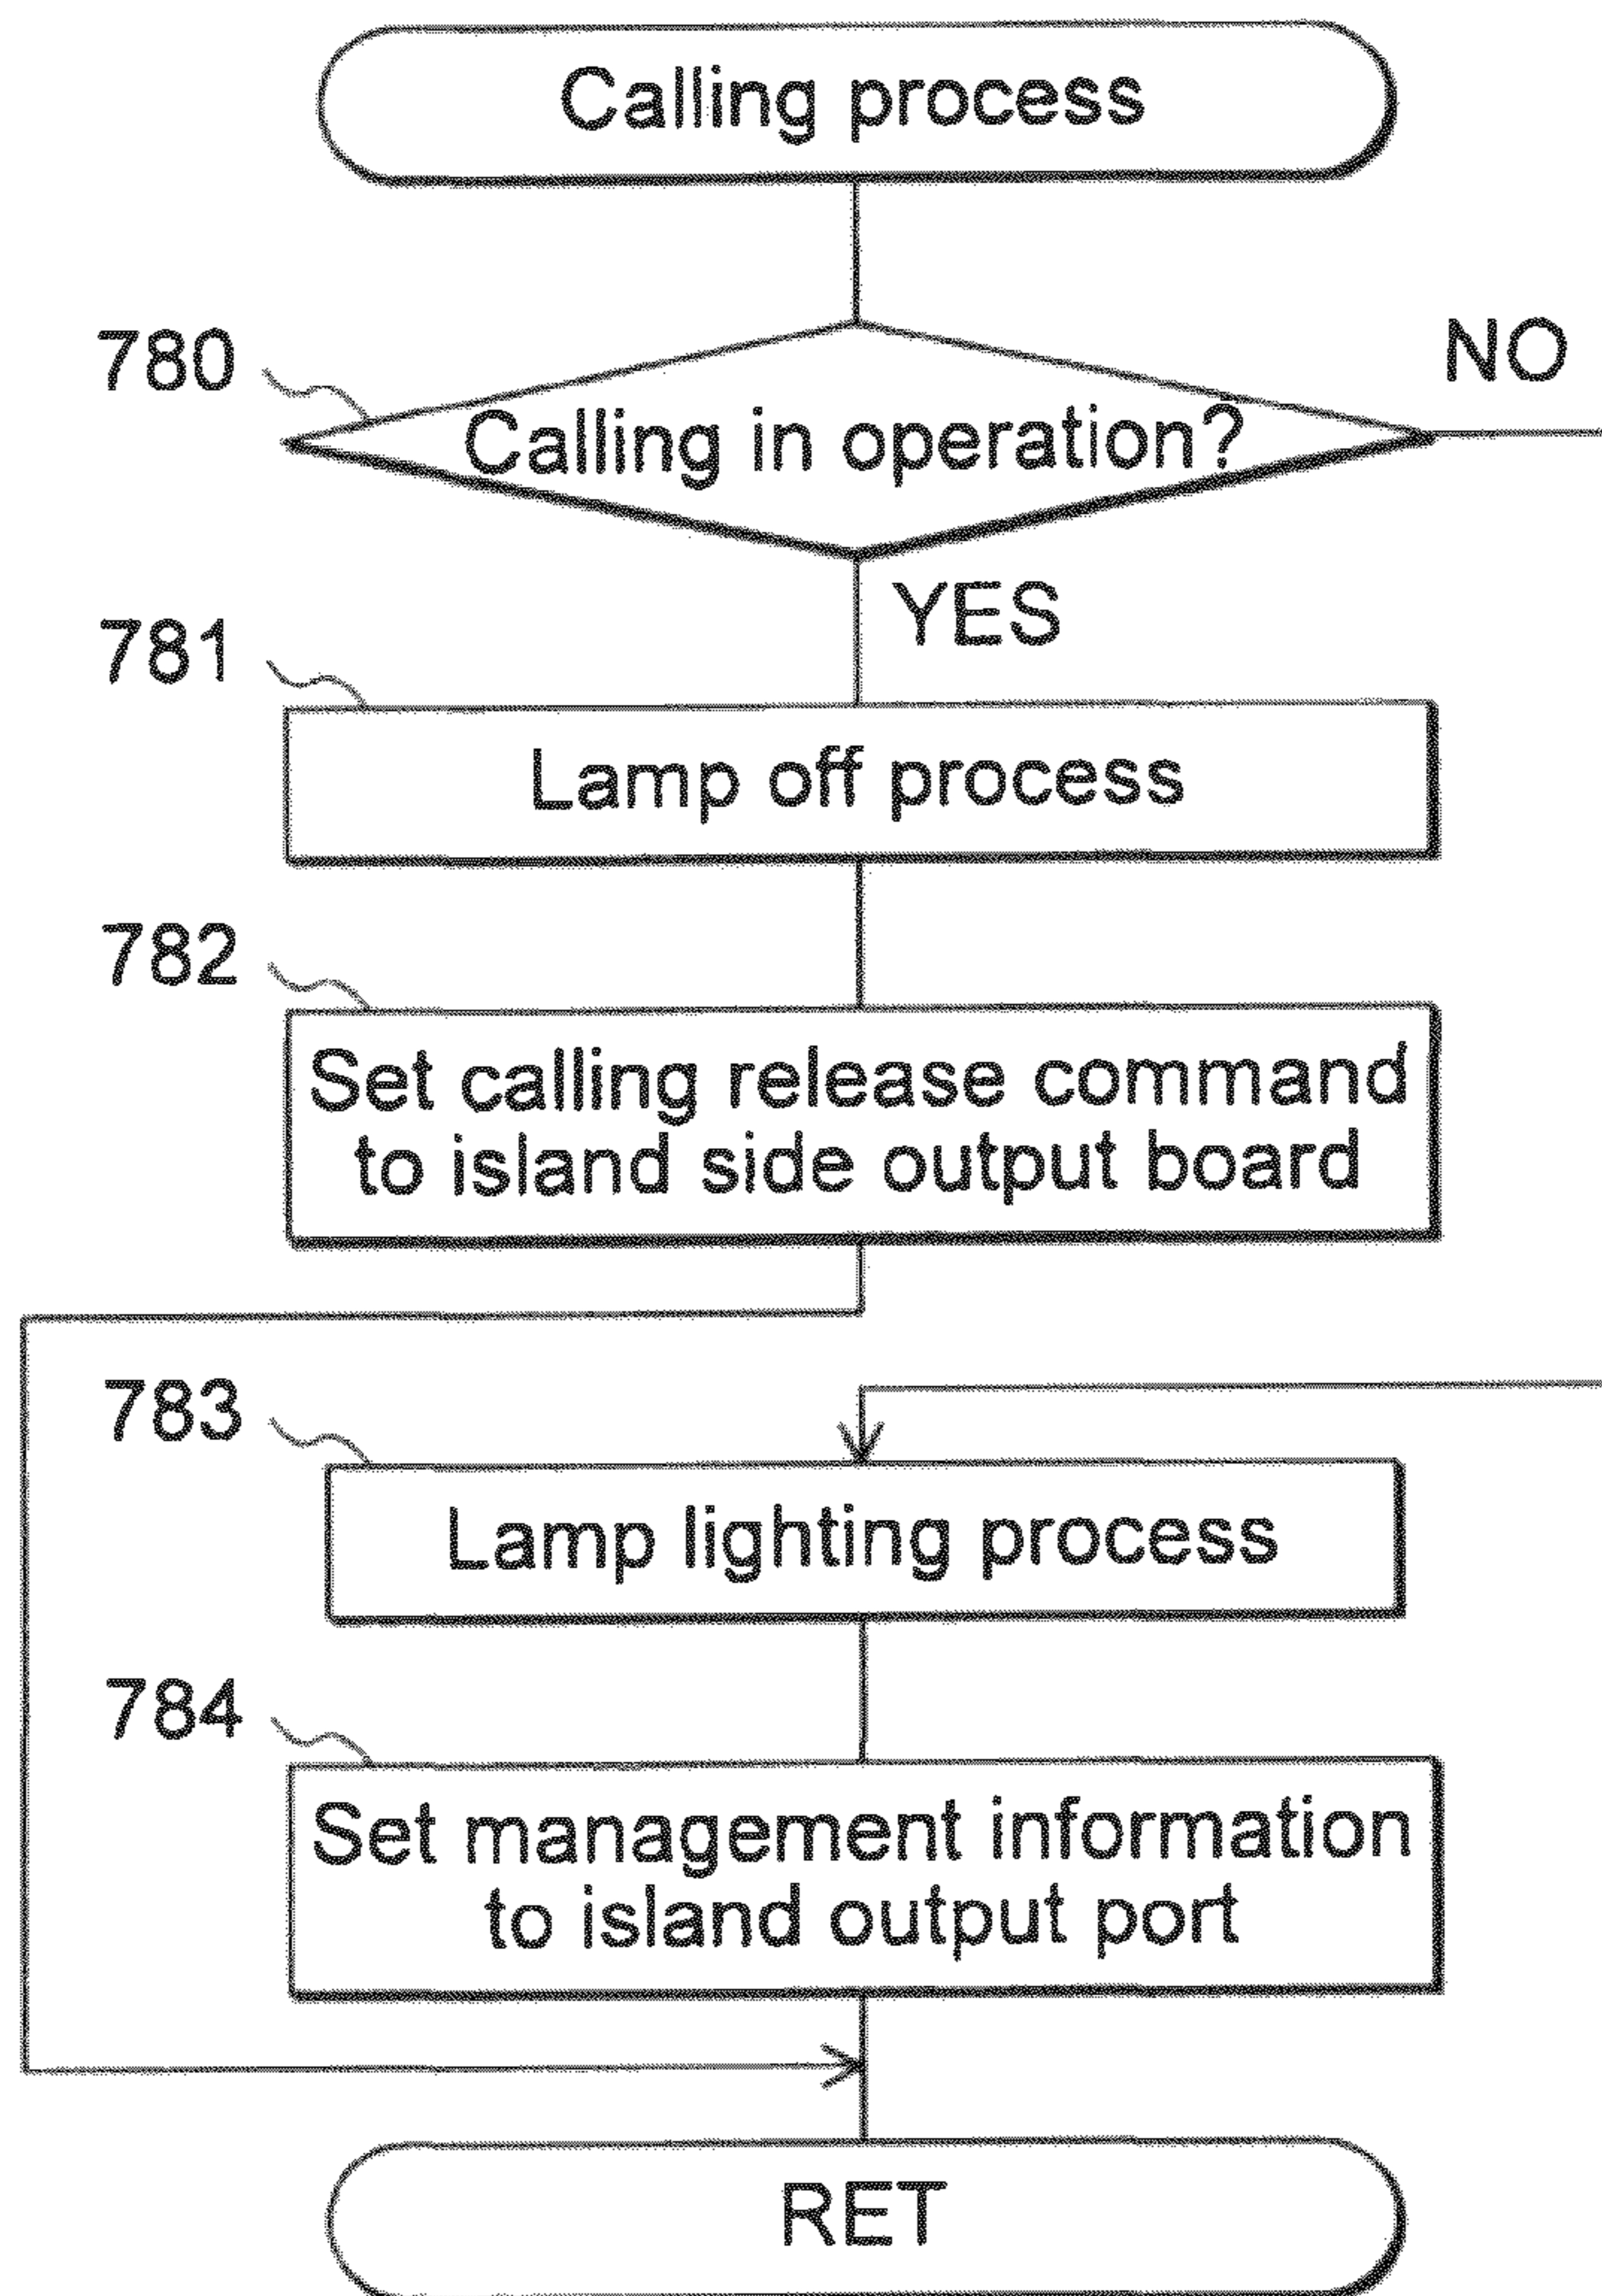 Calling process
780
NO
Calling in operation?
YES
781
Lamp off process
782
Set calling release command
to island side output board
783
Lamp lighting process
784
Set management information
to island output port
RET